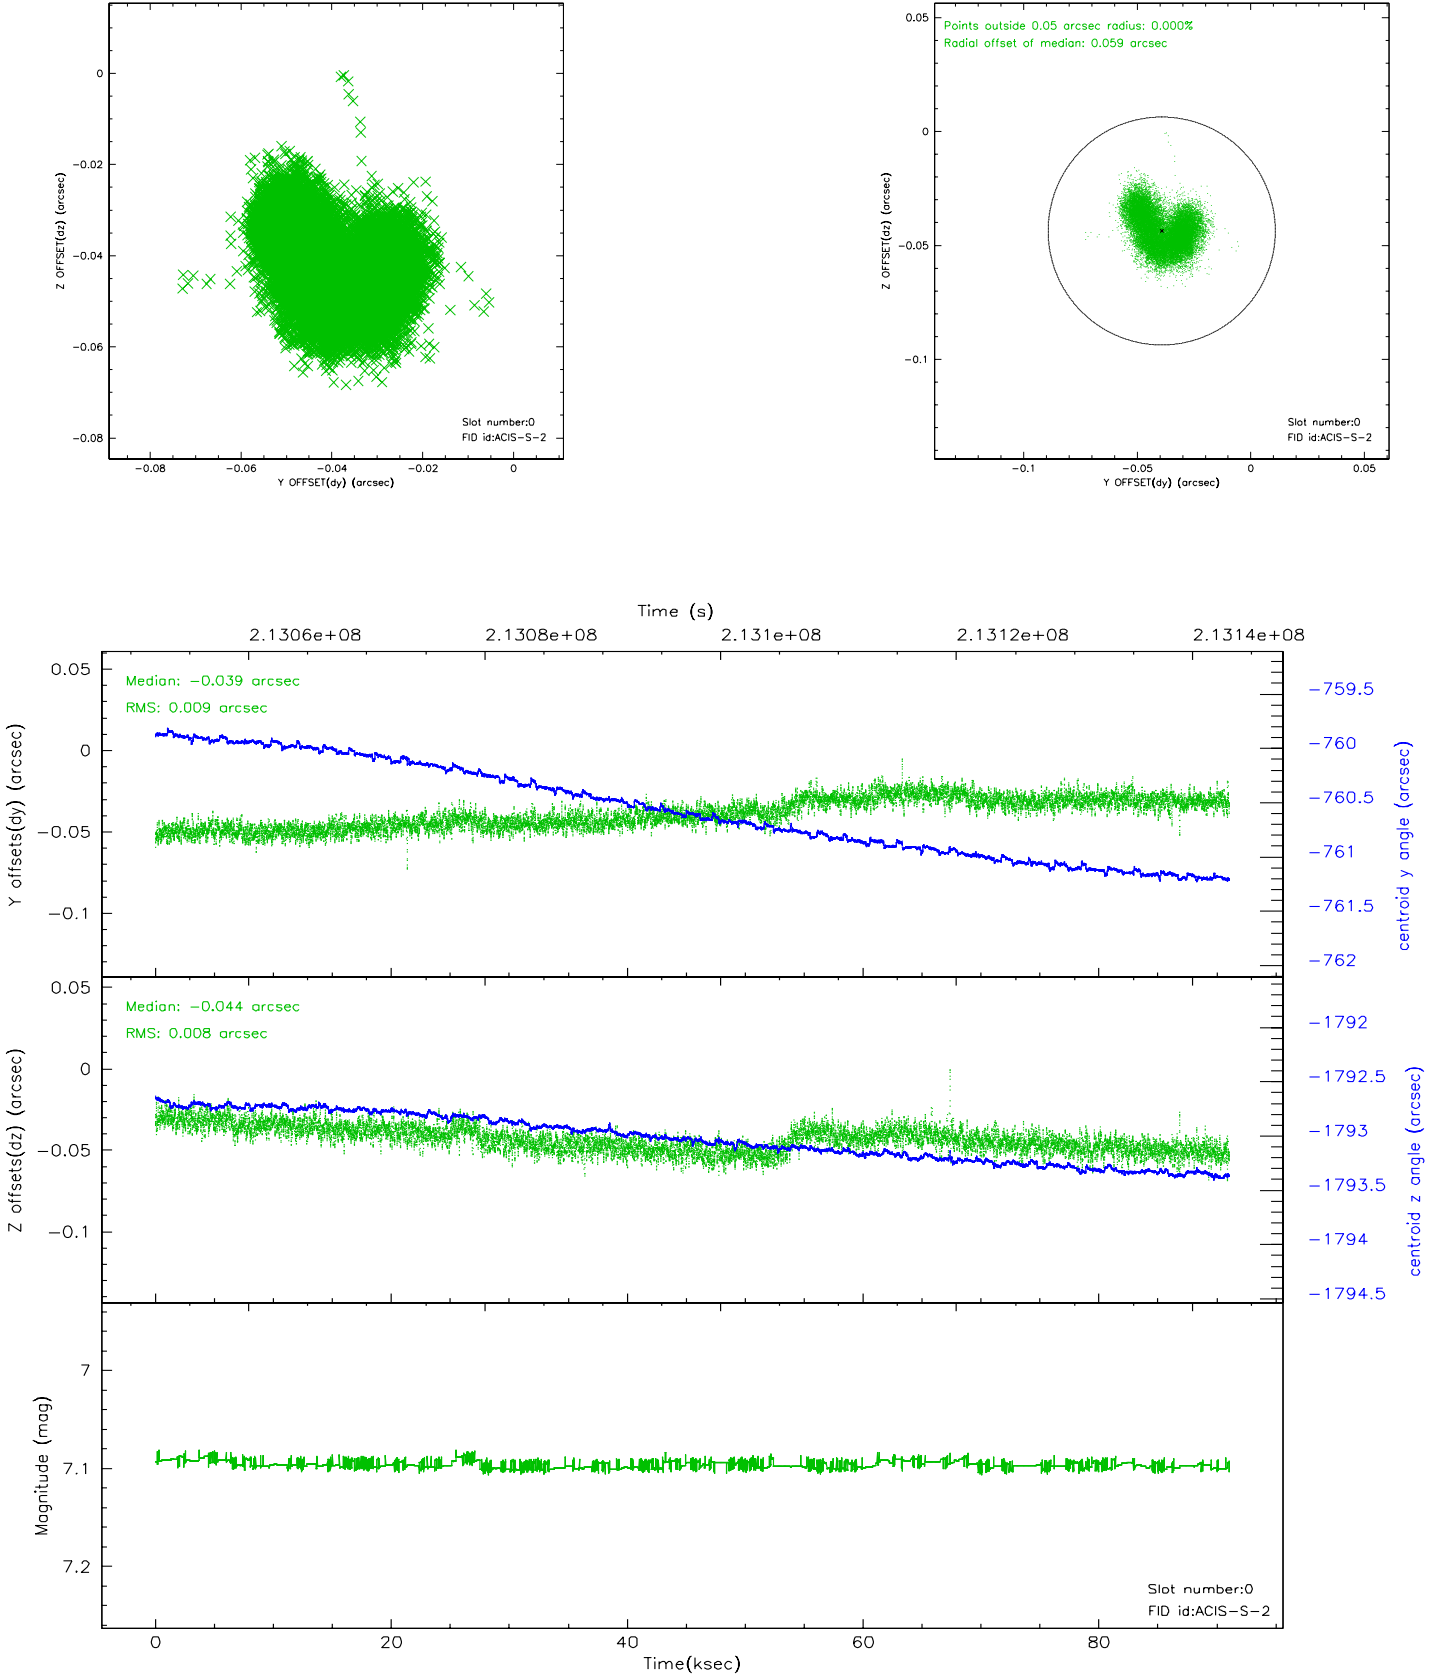 0
-0.02
-0.04
-0.06
-0.08
Z OFFSET(dz) (arcsec)
Slot number:0
FID id:ACIS-S-2
-0.08 -0.06 -0.04 -0.02 0
Y OFFSET(dy) (arcsec)
0.05
0
-0.05
-0.1
Z OFFSET(dz) (arcsec)
Points outside 0.05 arcsec radius: 0.000%
Radial offset of median: 0.059 arcsec
Slot number:0
FID id:ACIS-S-2
-0.1 -0.05 0 0.05
Y OFFSET(dy) (arcsec)
Time (s)
2.1306e+08 2.1308e+08 2.131e+08 2.1312e+08 2.1314e+08
0.05
0
-0.05
-0.1
Y offsets(dy) (arcsec)
Median: -0.039 arcsec
RMS: 0.009 arcsec
-759.5
-760
-760.5
-761
-761.5
-762
centroid y angle (arcsec)
0.05
0
-0.05
-0.1
Z offsets(dz) (arcsec)
Median: -0.044 arcsec
RMS: 0.008 arcsec
-1792
-1792.5
-1793
-1793.5
-1794
-1794.5
centroid z angle (arcsec)
7
7.1
7.2
Magnitude (mag)
Slot number:0
FID id:ACIS-S-2
0 20 40 60 80
Time(ksec)